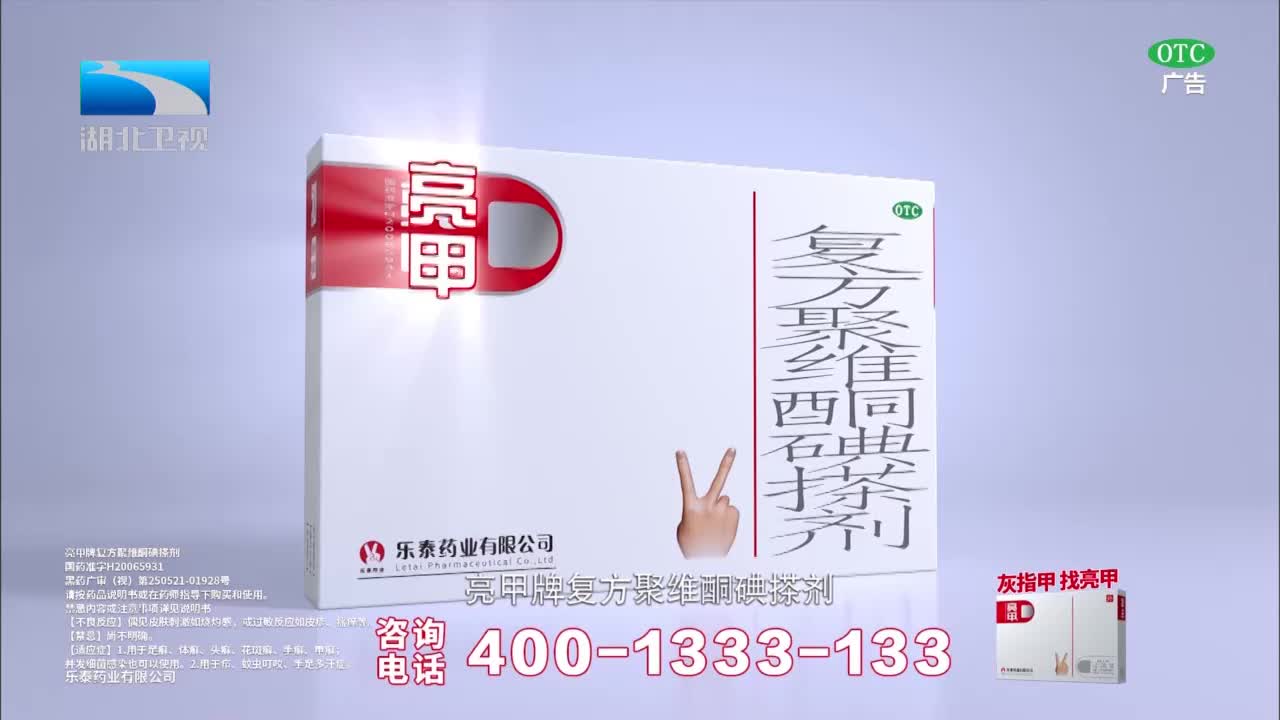 湖北卫视
OTC
广告
亮甲
OTC
复方聚维酮碘搽剂
乐泰药业
乐泰药业有限公司
Letai Pharmaceutical Co.,Ltd
亮甲牌复方聚维酮碘搽剂
亮甲牌复方聚维酮碘搽剂
国药准字H20065931
黑药广审（视）第250521-01928号
请按药品说明书或在药师指导下购买和使用。
禁忌内容或注意事项详见说明书
【不良反应】偶见皮肤刺激如烧灼感，或过敏反应如皮疹、瘙痒等。
【禁忌】尚不明确。
【适应症】1.用于足癣、体癣、头癣、花斑癣、手癣、甲癣；
并发细菌感染也可以使用。2.用于疖、蚊虫叮咬、手足多汗症。
乐泰药业有限公司
咨询电话 400-1333-133
灰指甲 找亮甲
亮甲